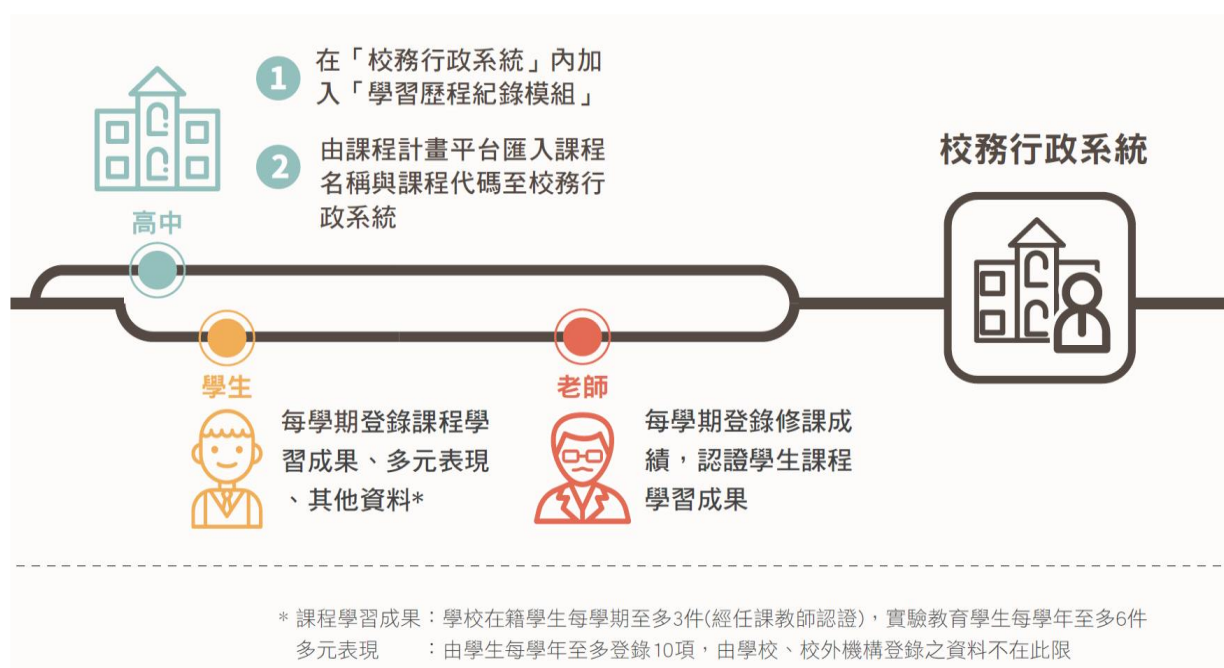 1 在「校務行政系統」內加
入「學習歷程紀錄模組」
2 由課程計畫平台匯入課程
名稱與課程代碼至校務行
政系統
高中
校務行政系統
學生
每學期登錄課程學
習成果、多元表現
、其他資料*
老師
每學期登錄修課成
績,認證學生課程
學習成果
* 課程學習成果：學校在籍學生每學期至多3件(經任課教師認證)，實驗教育學生每學年至多6件
多元表現　　：由學生每學年至多登錄10項，由學校、校外機構登錄之資料不在此限